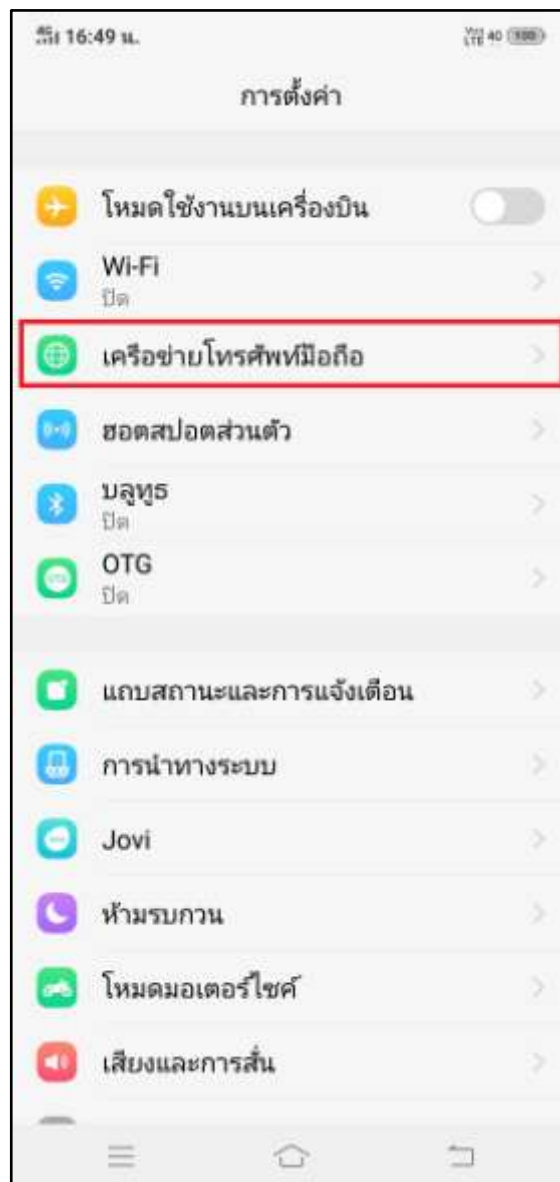 16:49 น.
การตั้งค่า
โหมดใช้งานบนเครื่องบิน
Wi-Fi
ปิด
เครือข่ายโทรศัพท์มือถือ
ฮอตสปอตส่วนตัว
บลูทูธ
ปิด
OTG
ปิด
แถบสถานะและการแจ้งเตือน
การนำทางระบบ
Jovi
ห้ามรบกวน
โหมดมอเตอร์ไซค์
เสียงและการสั่น